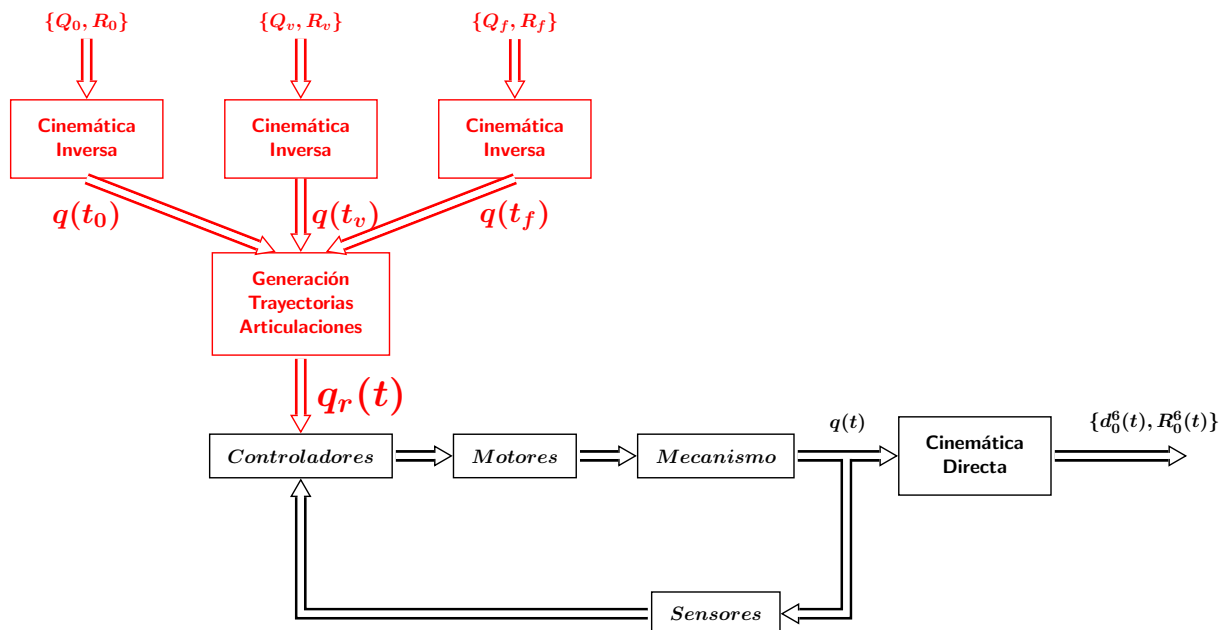 {Q_0, R_0}
{Q_v, R_v}
{Q_f, R_f}
Cinemática
Inversa
Cinemática
Inversa
Cinemática
Inversa
q(t_0)
q(t_v)
q(t_f)
Generación
Trayectorias
Articulaciones
q_r(t)
Controladores
Motores
Mecanismo
q(t)
Cinemática
Directa
{d_0^6(t), R_0^6(t)}
Sensores